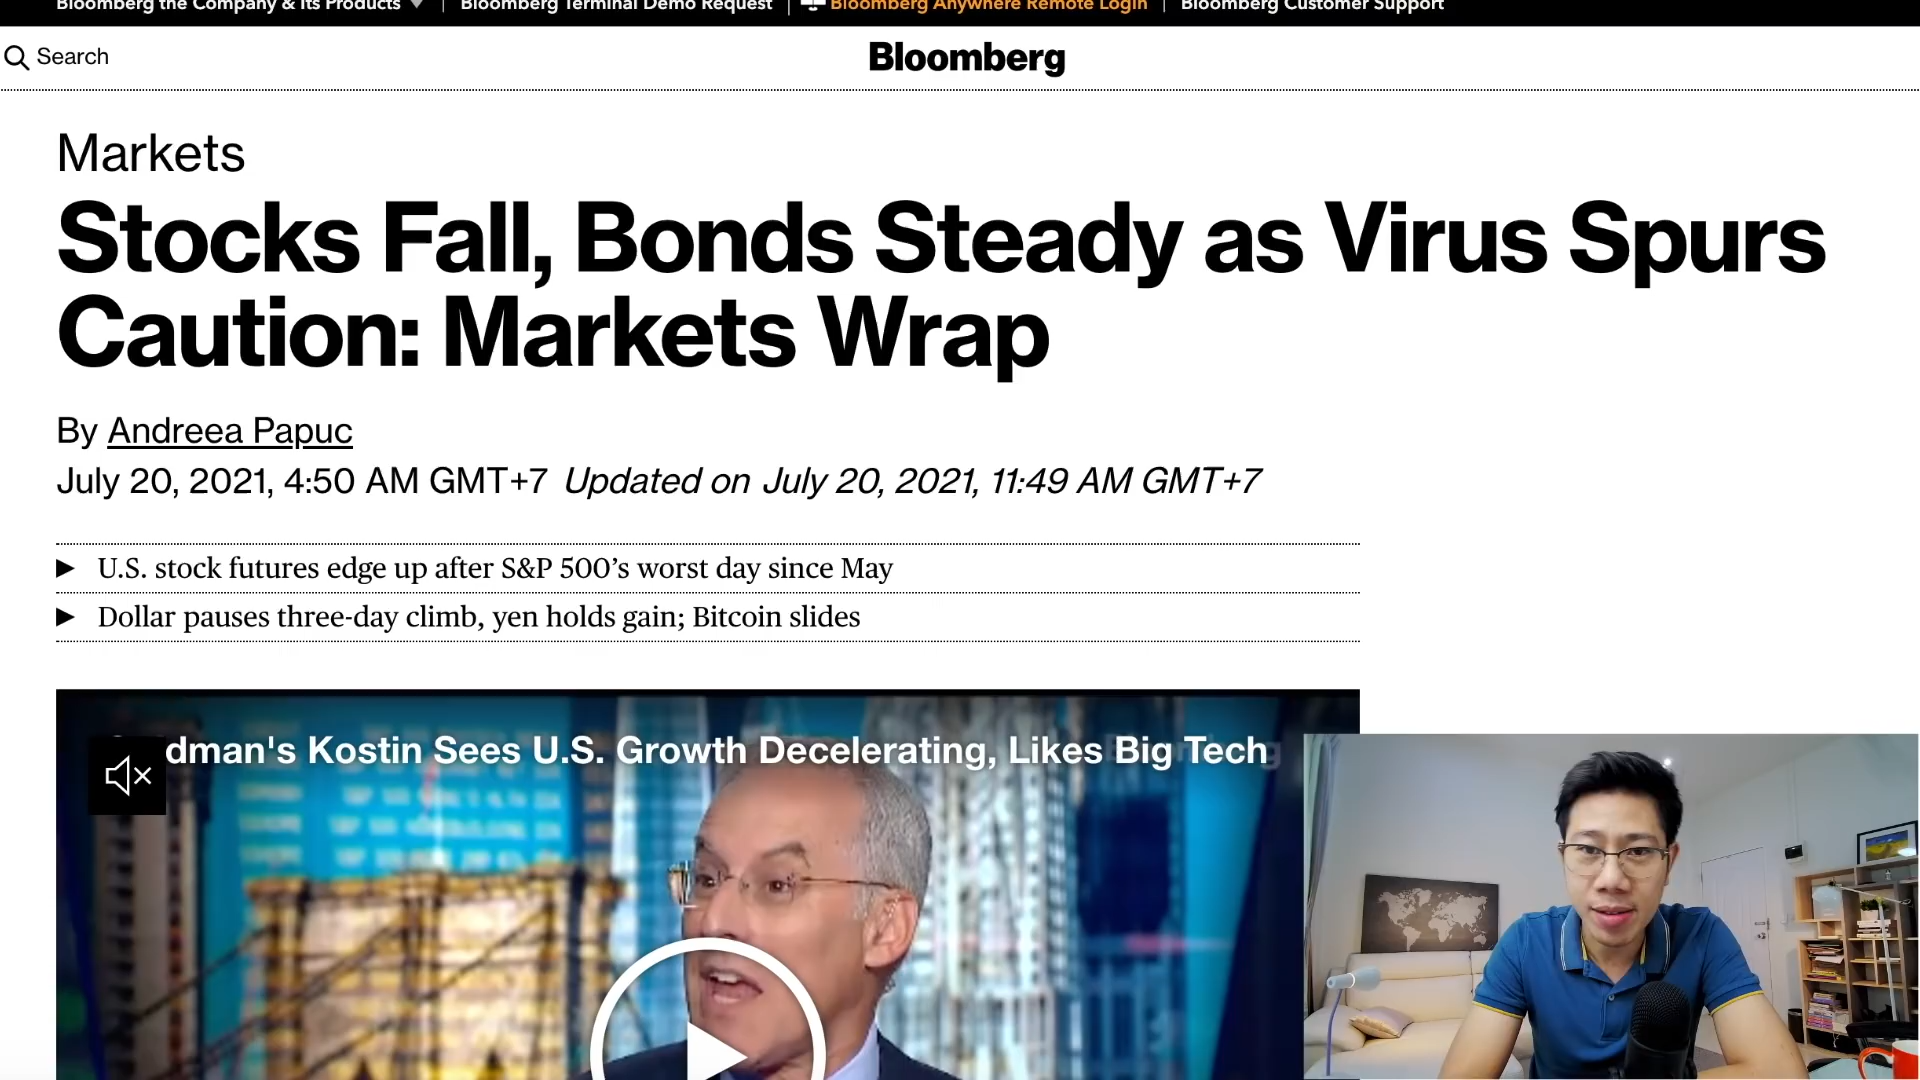 Bloomberg the Company & Its Products ▼ | Bloomberg Terminal Demo Request | Bloomberg Anywhere Remote Login | Bloomberg Customer Support
Search
Bloomberg
Markets
Stocks Fall, Bonds Steady as Virus Spurs
Caution: Markets Wrap
By Andreea Papuc
July 20, 2021, 4:50 AM GMT+7 Updated on July 20, 2021, 11:49 AM GMT+7
▶ U.S. stock futures edge up after S&P 500’s worst day since May
▶ Dollar pauses three-day climb, yen holds gain; Bitcoin slides
dman's Kostin Sees U.S. Growth Decelerating, Likes Big Tech